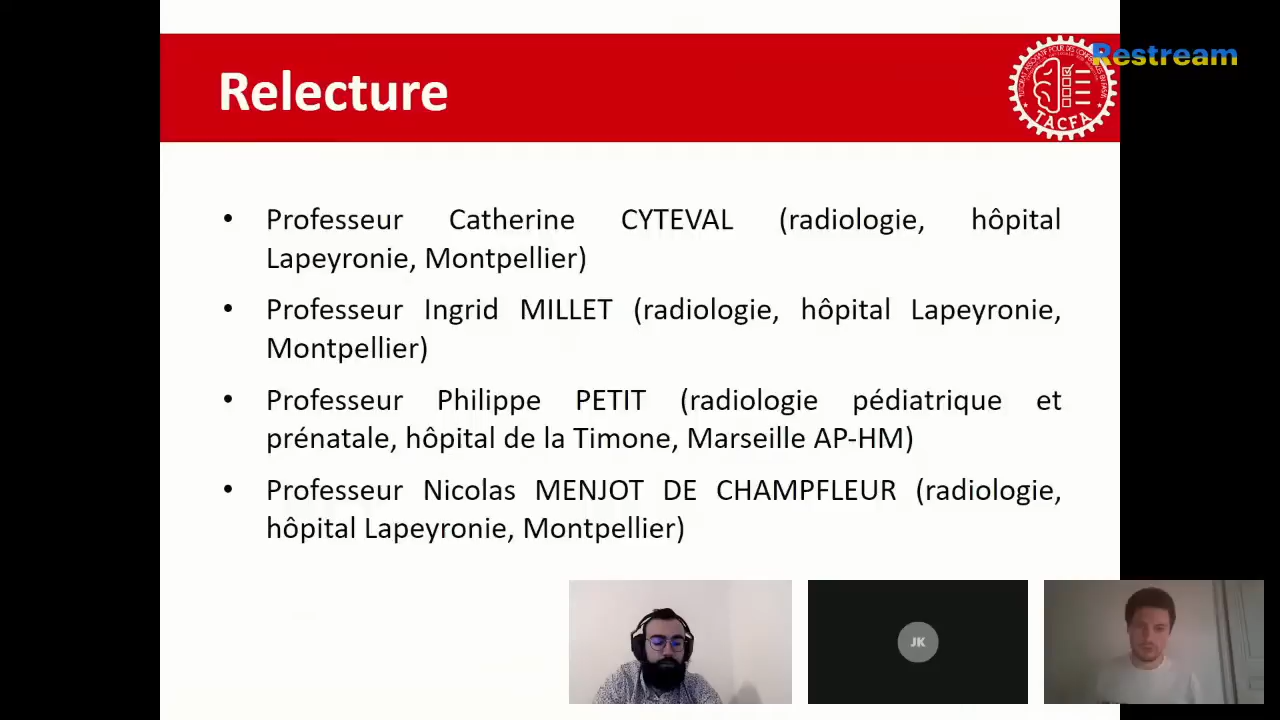 Relecture
Restream
TACFA
• Professeur Catherine CYTEVAL (radiologie, hôpital
Lapeyronie, Montpellier)
• Professeur Ingrid MILLET (radiologie, hôpital Lapeyronie,
Montpellier)
• Professeur Philippe PETIT (radiologie pédiatrique et
prénatale, hôpital de la Timone, Marseille AP-HM)
• Professeur Nicolas MENJOT DE CHAMPFLEUR (radiologie,
hôpital Lapeyronie, Montpellier)
JK